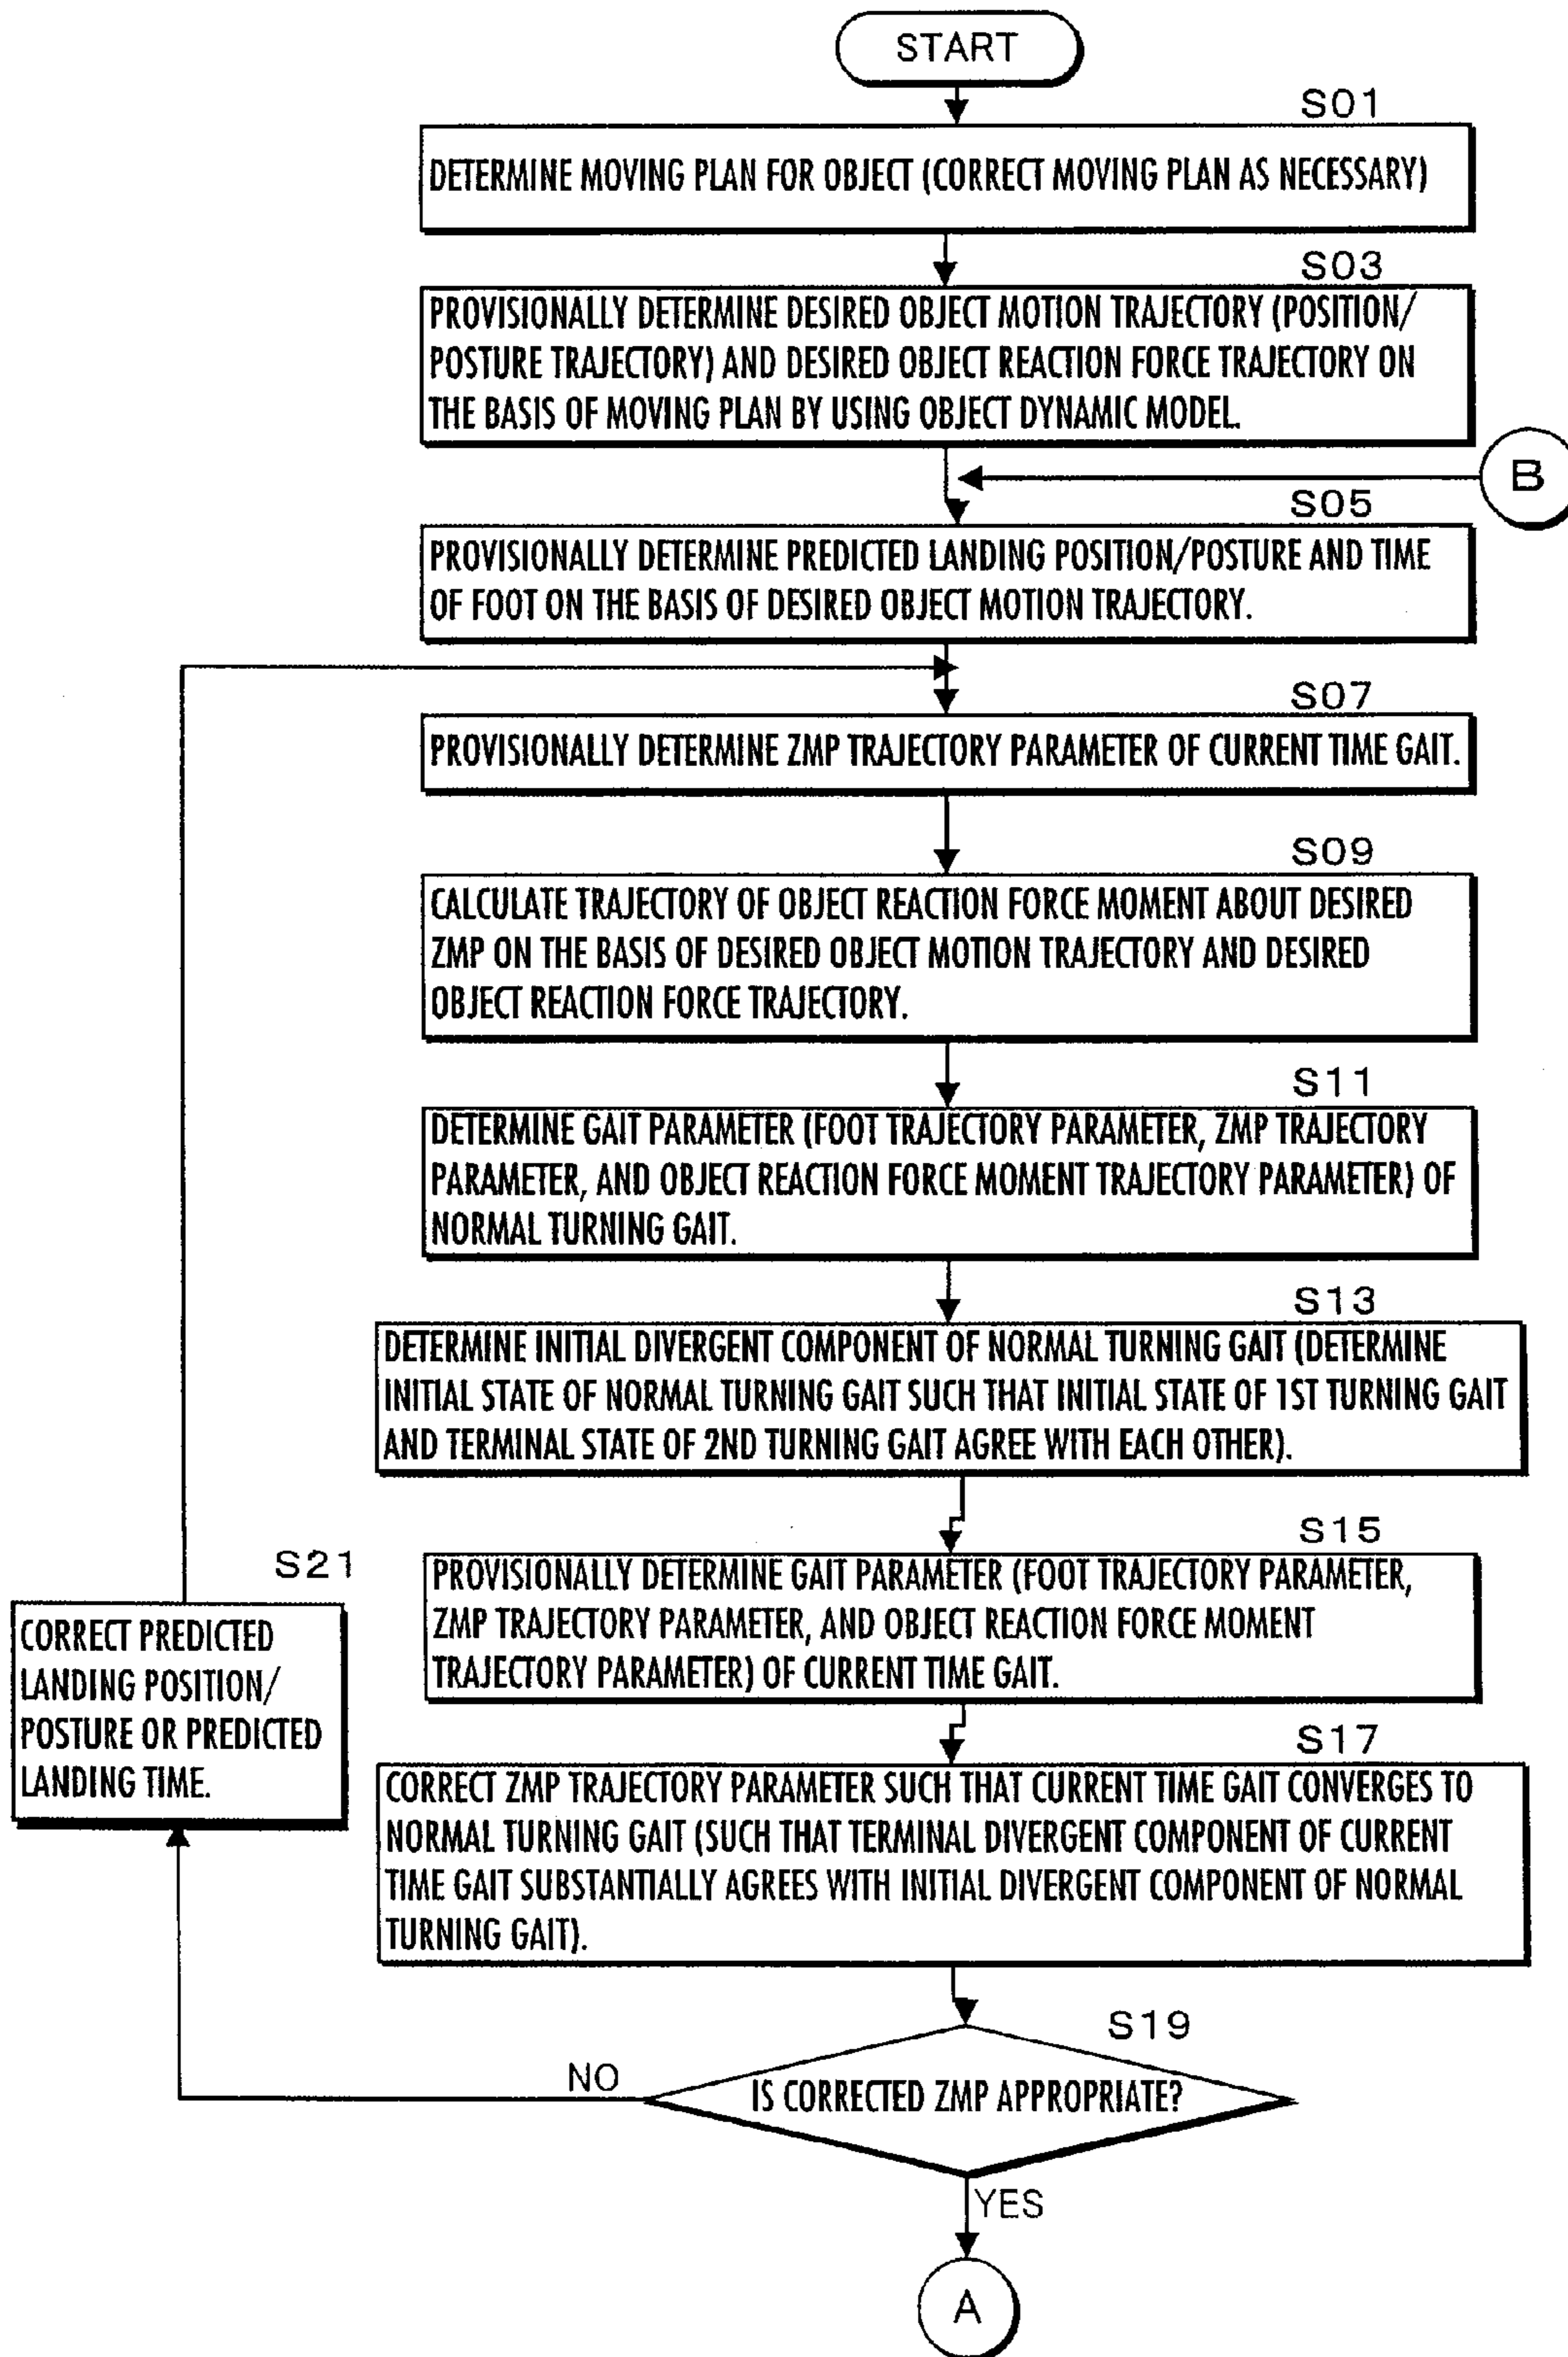 START
S01
DETERMINE MOVING PLAN FOR OBJECT (CORRECT MOVING PLAN AS NECESSARY)
S03
PROVISIONALLY DETERMINE DESIRED OBJECT MOTION TRAJECTORY (POSITION/
POSTURE TRAJECTORY) AND DESIRED OBJECT REACTION FORCE TRAJECTORY ON
THE BASIS OF MOVING PLAN BY USING OBJECT DYNAMIC MODEL.
B
S05
PROVISIONALLY DETERMINE PREDICTED LANDING POSITION/POSTURE AND TIME
OF FOOT ON THE BASIS OF DESIRED OBJECT MOTION TRAJECTORY.
S07
PROVISIONALLY DETERMINE ZMP TRAJECTORY PARAMETER OF CURRENT TIME GAIT.
S09
CALCULATE TRAJECTORY OF OBJECT REACTION FORCE MOMENT ABOUT DESIRED
ZMP ON THE BASIS OF DESIRED OBJECT MOTION TRAJECTORY AND DESIRED
OBJECT REACTION FORCE TRAJECTORY.
S11
DETERMINE GAIT PARAMETER (FOOT TRAJECTORY PARAMETER, ZMP TRAJECTORY
PARAMETER, AND OBJECT REACTION FORCE MOMENT TRAJECTORY PARAMETER) OF
NORMAL TURNING GAIT.
S13
DETERMINE INITIAL DIVERGENT COMPONENT OF NORMAL TURNING GAIT (DETERMINE
INITIAL STATE OF NORMAL TURNING GAIT SUCH THAT INITIAL STATE OF 1ST TURNING GAIT
AND TERMINAL STATE OF 2ND TURNING GAIT AGREE WITH EACH OTHER).
S15
PROVISIONALLY DETERMINE GAIT PARAMETER (FOOT TRAJECTORY PARAMETER,
ZMP TRAJECTORY PARAMETER, AND OBJECT REACTION FORCE MOMENT
TRAJECTORY PARAMETER) OF CURRENT TIME GAIT.
S21
CORRECT PREDICTED
LANDING POSITION/
POSTURE OR PREDICTED
LANDING TIME.
S17
CORRECT ZMP TRAJECTORY PARAMETER SUCH THAT CURRENT TIME GAIT CONVERGES TO
NORMAL TURNING GAIT (SUCH THAT TERMINAL DIVERGENT COMPONENT OF CURRENT
TIME GAIT SUBSTANTIALLY AGREES WITH INITIAL DIVERGENT COMPONENT OF NORMAL
TURNING GAIT).
S19
NO
IS CORRECTED ZMP APPROPRIATE?
YES
A